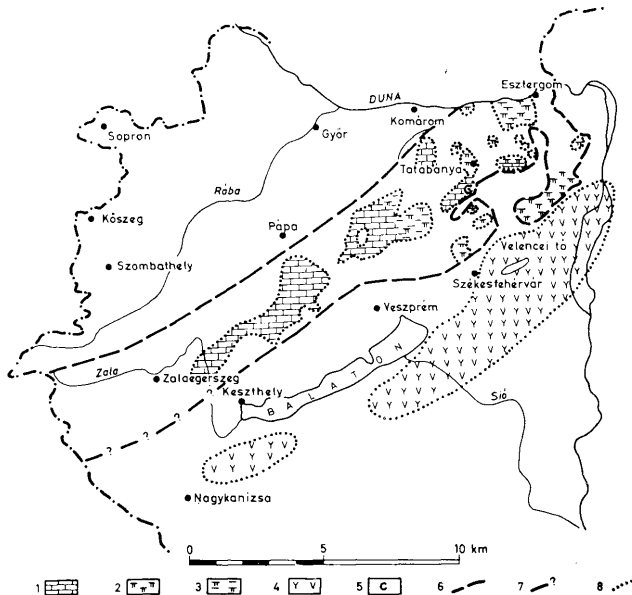 Esztergom
DUNA
Komárom
Sopron
Győr
Tatabánya
Rába
C
Kőszeg
Pápa
Velencei tó
Szombathely
Székesfehérvár
Veszprém
Zala
Zalaegerszeg
?
Keszthely
BALATON
Sió
?
?
Nagykanizsa
0 5 10 km
1 2 3 4 Y V 5 C 6 7 ? 8